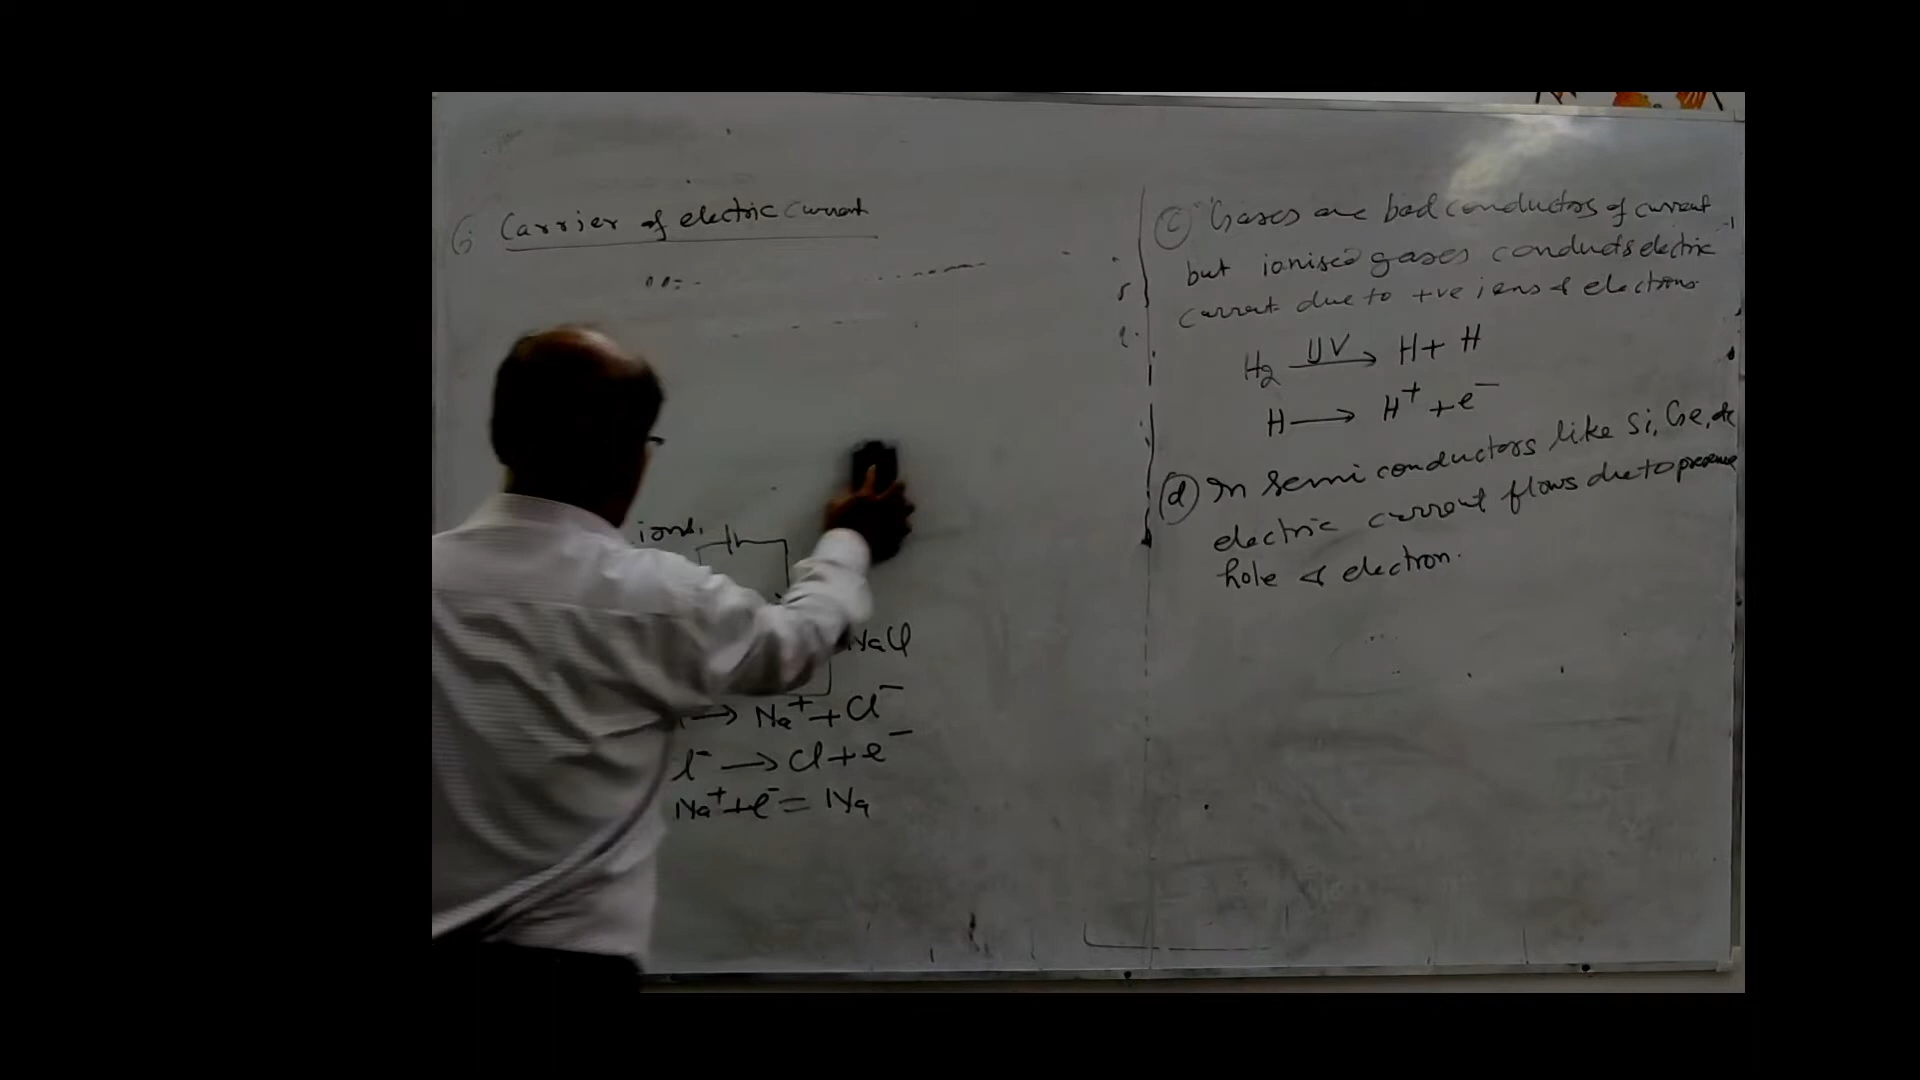 6 Carrier of electric current
ions.
NaCl
→ Na⁺ + Cl⁻
l⁻ → Cl + e⁻
Na⁺ + e⁻ = Na
(c) Gases are bad conductors of current
but ionised gases conducts electric
current due to +ve ions & electrons
H₂ —UV→ H + H
H → H⁺ + e⁻
(d) In semi conductors like Si, Ge, etc
electric current flows due to presence
hole & electron.